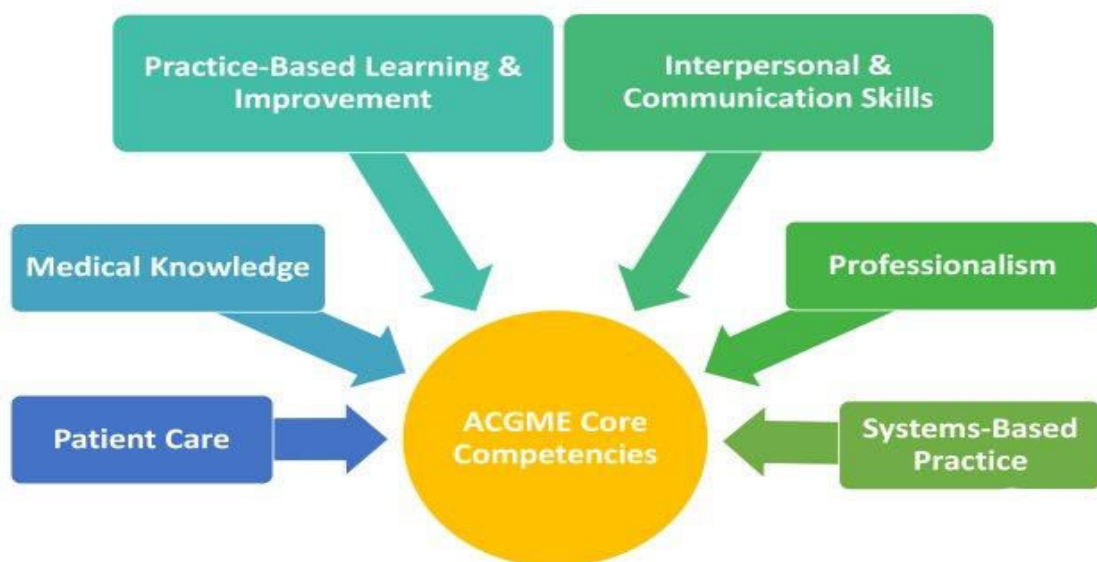 Practice-Based Learning &
Improvement
Interpersonal &
Communication Skills
Medical Knowledge
Professionalism
Patient Care
ACGME Core
Competencies
Systems-Based
Practice